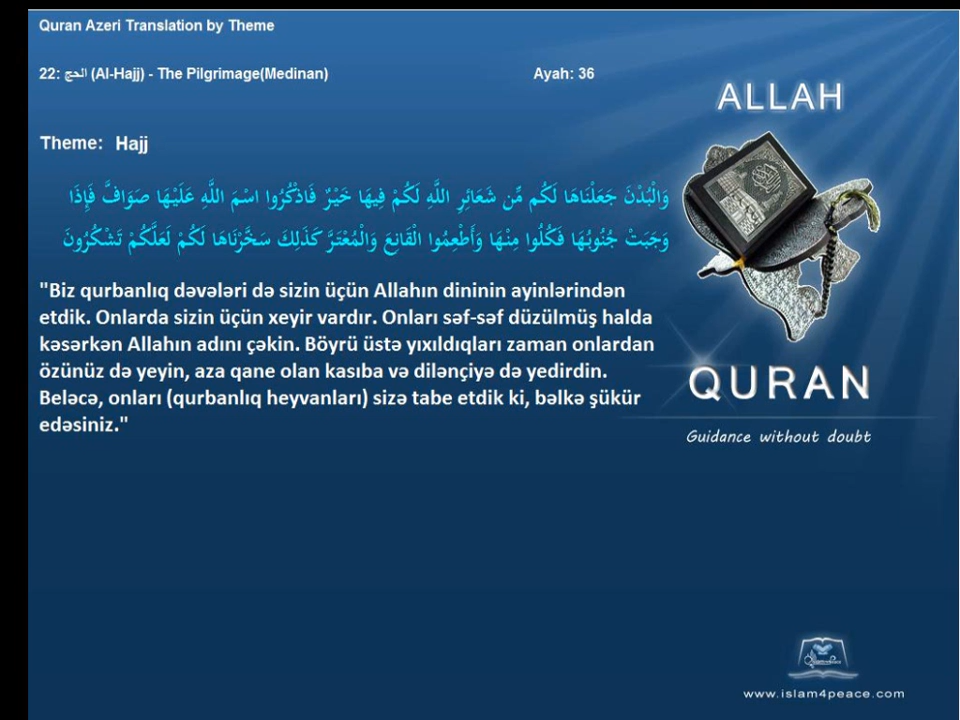 Quran Azeri Translation by Theme
22: الحج (Al-Hajj) - The Pilgrimage(Medinan) Ayah: 36
ALLAH
Theme: Hajj
وَالْبُدْنَ جَعَلْنَاهَا لَكُم مِّن شَعَائِرِ اللَّهِ لَكُمْ فِيهَا خَيْرٌ فَاذْكُرُوا اسْمَ اللَّهِ عَلَيْهَا صَوَافَّ فَإِذَا
وَجَبَتْ جُنُوبُهَا فَكُلُوا مِنْهَا وَأَطْعِمُوا الْقَانِعَ وَالْمُعْتَرَّ كَذَلِكَ سَخَّرْنَاهَا لَكُمْ لَعَلَّكُمْ تَشْكُرُونَ
"Biz qurbanlıq dəvələri də sizin üçün Allahın dininin ayinlərindən
etdik. Onlarda sizin üçün xeyir vardır. Onları səf-səf düzülmüş halda
kəsərkən Allahın adını çəkin. Böyrü üstə yıxıldıqları zaman onlardan
özünüz də yeyin, aza qane olan kasıba və dilənçiyə də yedirdin.
Beləcə, onları (qurbanlıq heyvanları) sizə tabe etdik ki, bəlkə şükür
edəsiniz."
QURAN
Guidance without doubt
www.islam4peace.com